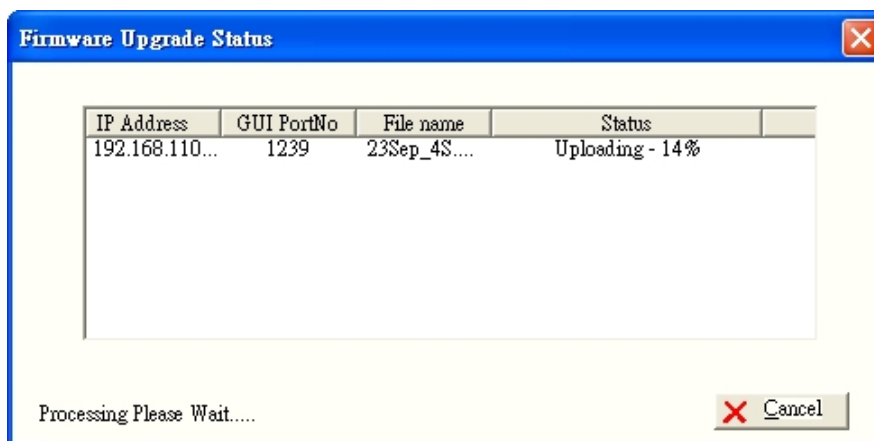 Firmware Upgrade Status
IP Address GUI PortNo File name Status
192.168.110... 1239 23Sep_4S.... Uploading - 14%
Processing Please Wait.....
Cancel